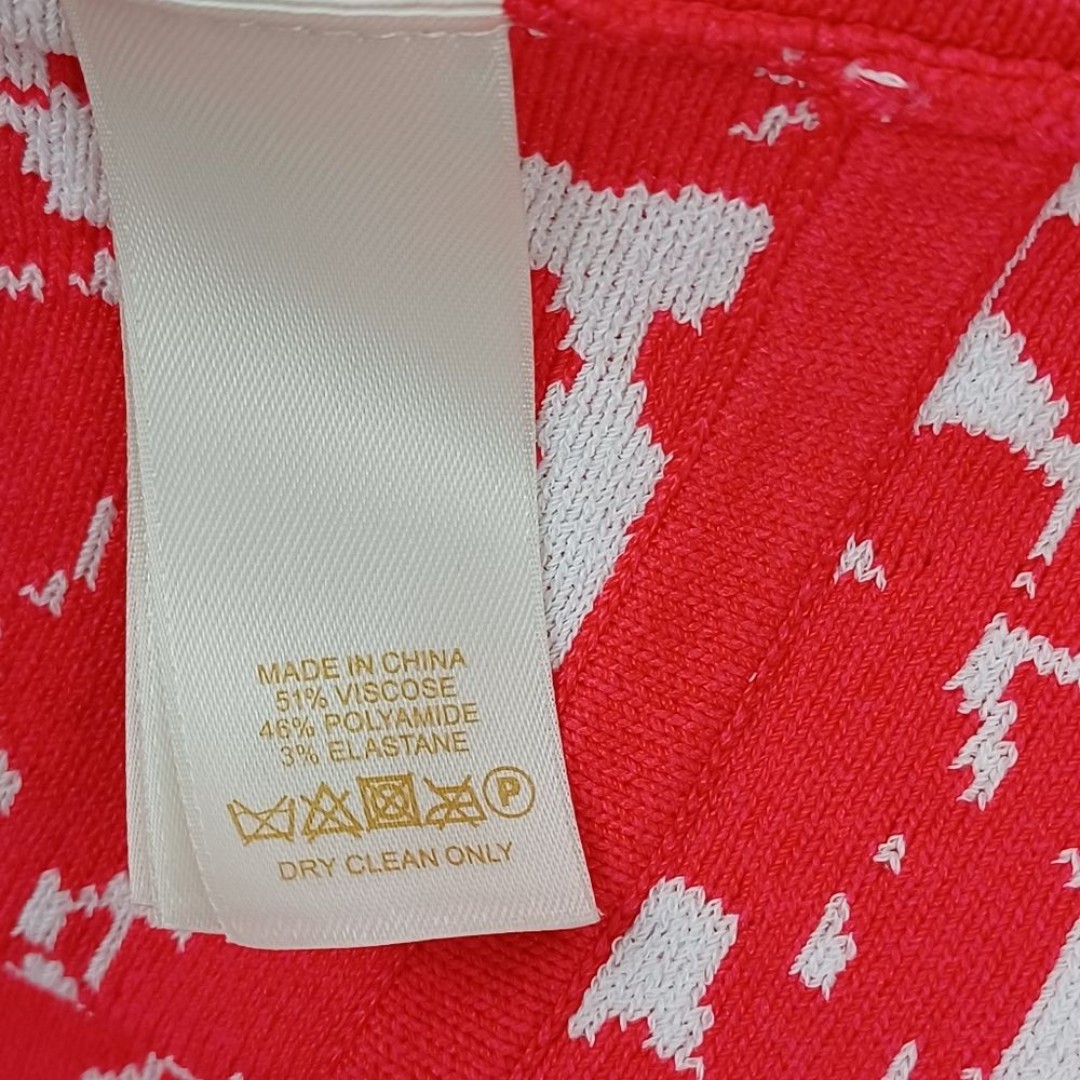 MADE IN CHINA
51% VISCOSE
46% POLYAMIDE
3% ELASTANE
P
DRY CLEAN ONLY